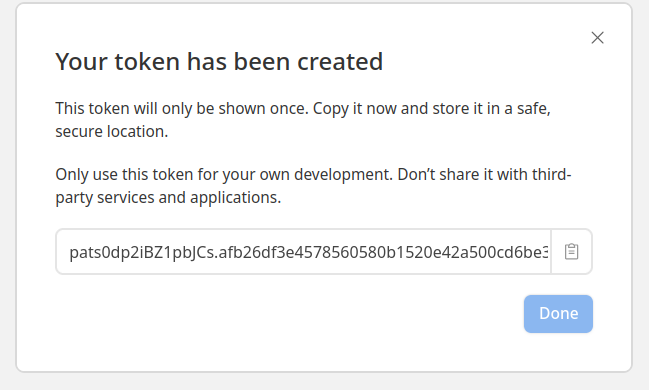 Your token has been created
This token will only be shown once. Copy it now and store it in a safe,
secure location.
Only use this token for your own development. Don’t share it with third-
party services and applications.
pats0dp2iBZ1pbJCs.afb26df3e4578560580b1520e42a500cd6be3
Done